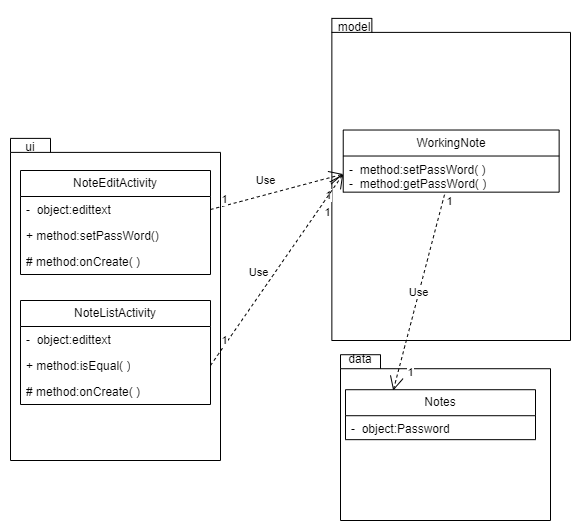 model
WorkingNote
- method:setPassWord( )
- method:getPassWord( )
ui
NoteEditActivity
- object:edittext
+ method:setPassWord()
# method:onCreate( )
NoteListActivity
- object:edittext
+ method:isEqual( )
# method:onCreate( )
1
Use
1
1
Use
1
1
Use
1
data
Notes
- object:Password